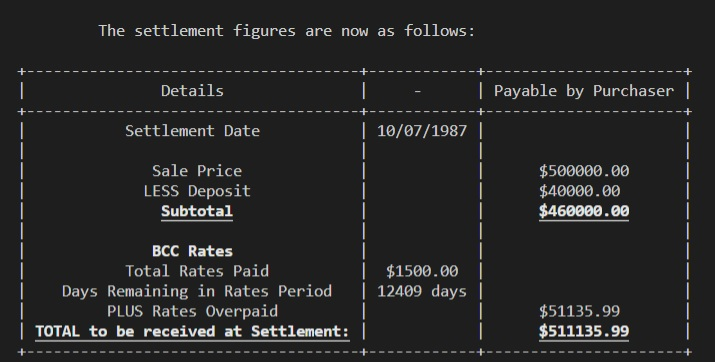 The settlement figures are now as follows:
Details - Payable by Purchaser
Settlement Date 10/07/1987
Sale Price $500000.00
LESS Deposit $40000.00
Subtotal $460000.00
BCC Rates
Total Rates Paid $1500.00
Days Remaining in Rates Period 12409 days
PLUS Rates Overpaid $51135.99
TOTAL to be received at Settlement: $511135.99